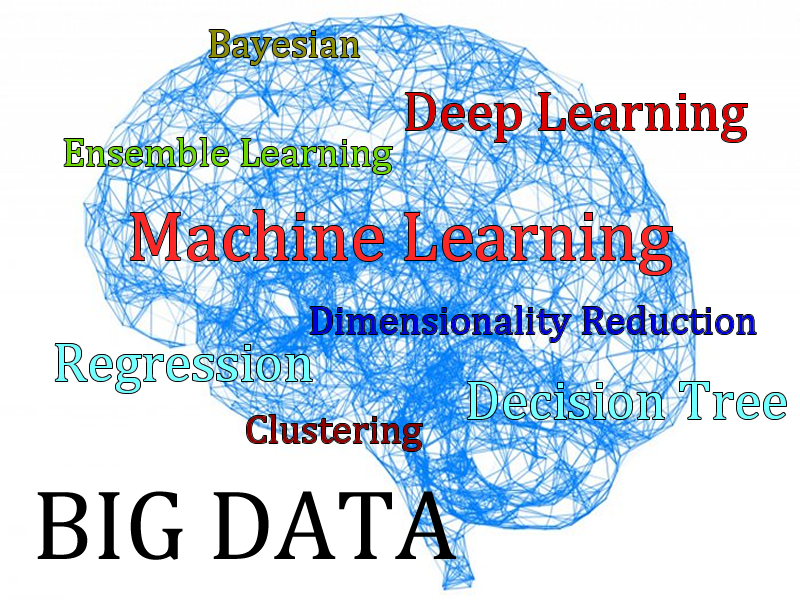 Bayesian
Deep Learning
Ensemble Learning
Machine Learning
Dimensionality Reduction
Regression
Decision Tree
Clustering
BIG DATA